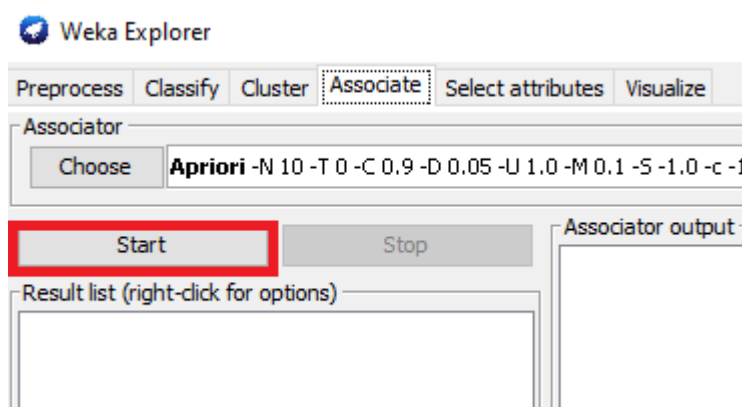 Weka Explorer
Preprocess Classify Cluster Associate Select attributes Visualize
Associator
Choose Apriori -N 10 -T 0 -C 0.9 -D 0.05 -U 1.0 -M 0.1 -S -1.0 -c -1
Start Stop
Associator output
Result list (right-click for options)